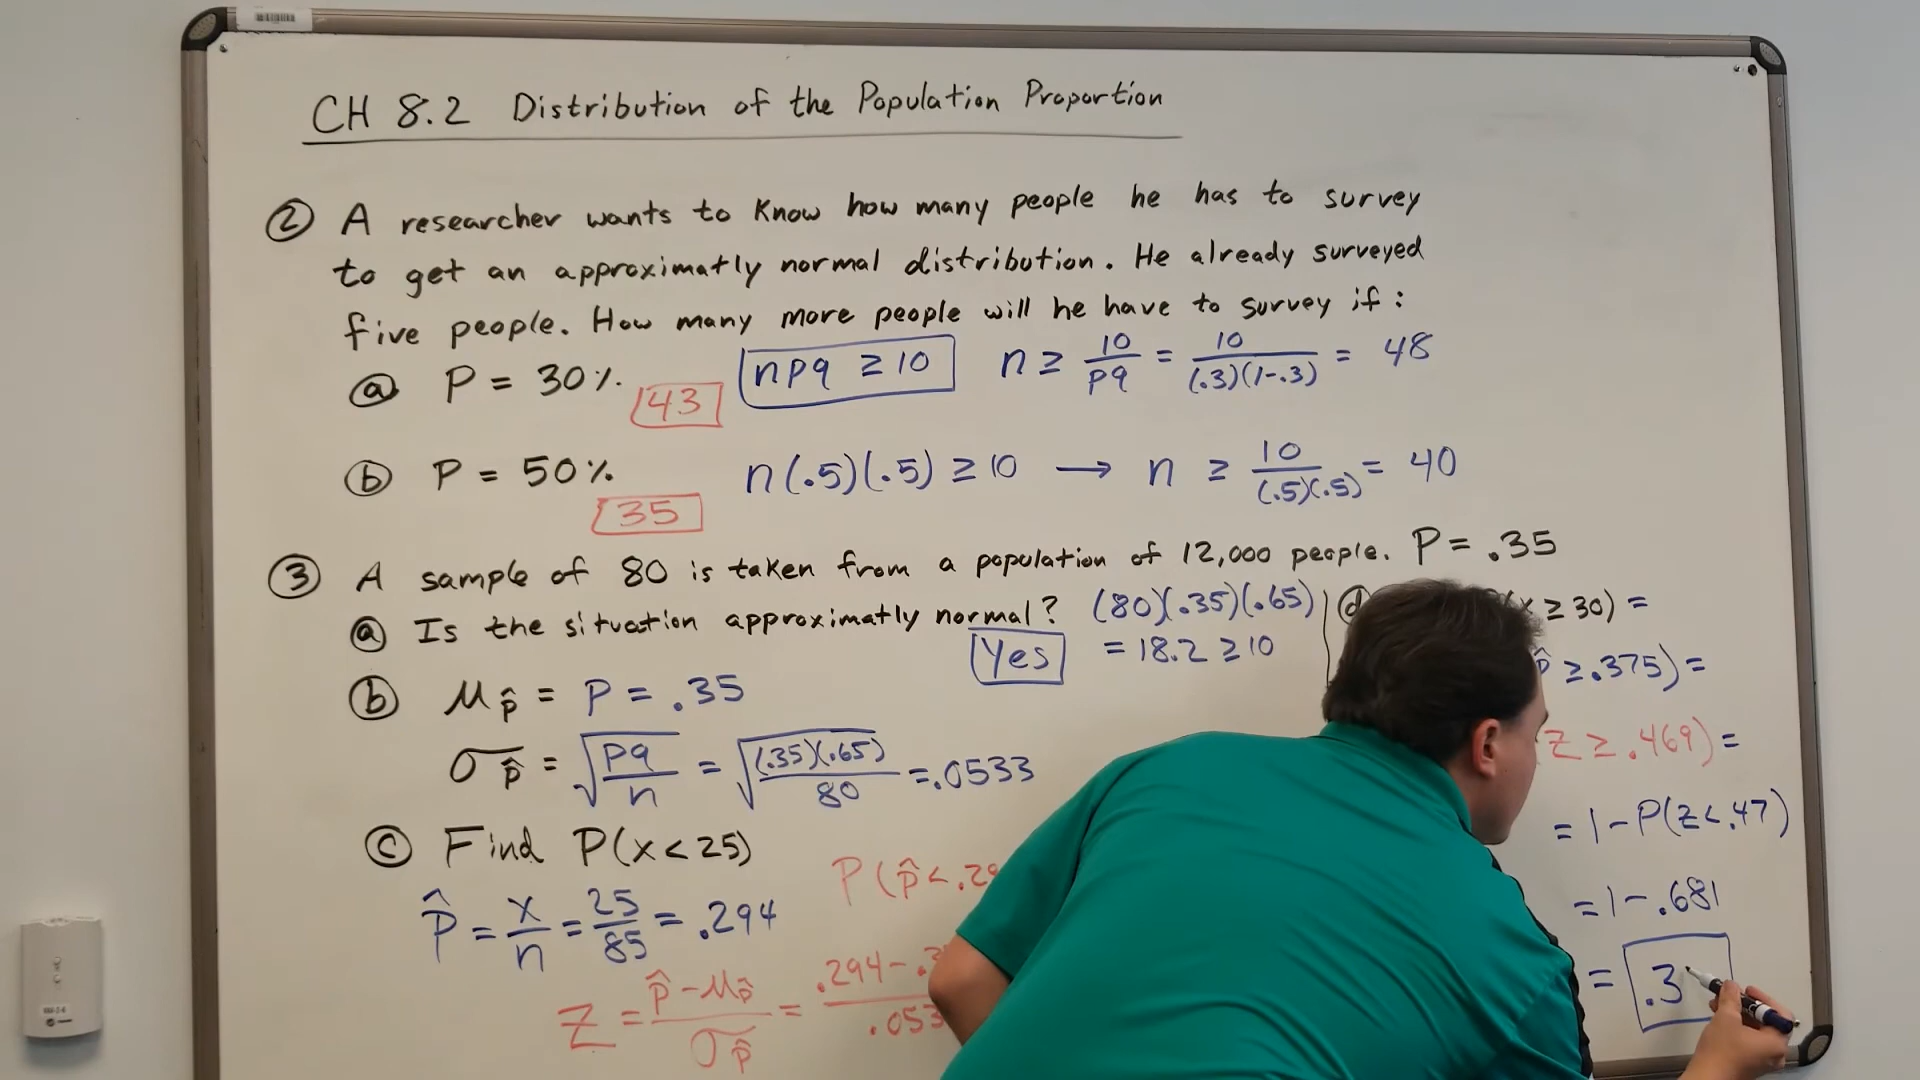 CH 8.2 Distribution of the Population Proportion
② A researcher wants to know how many people he has to survey
to get an approximatly normal distribution. He already surveyed
five people. How many more people will he have to survey if:
ⓐ P = 30% 43 npq ≥ 10 n ≥ 10/pq = 10/(.3)(1-.3) = 48
ⓑ P = 50% 35 n(.5)(.5) ≥ 10 → n ≥ 10/(.5)(.5) = 40
③ A sample of 80 is taken from a population of 12,000 people. P = .35
ⓐ Is the situation approximatly normal? Yes (80)(.35)(.65)
= 18.2 ≥ 10
ⓑ μp̂ = P = .35
σp̂ = √(pq/n) = √((.35)(.65)/80) = .0533
ⓒ Find P(x < 25)
p̂ = x/n = 25/85 = .294
P(p̂ < .29
Z = (p̂ - μp̂)/σp̂ = .294 - .3 / .053
ⓓ (x ≥ 30) =
p̂ ≥ .375) =
Z ≥ .469) =
= 1 - P(Z < .47)
= 1 - .681
= .3